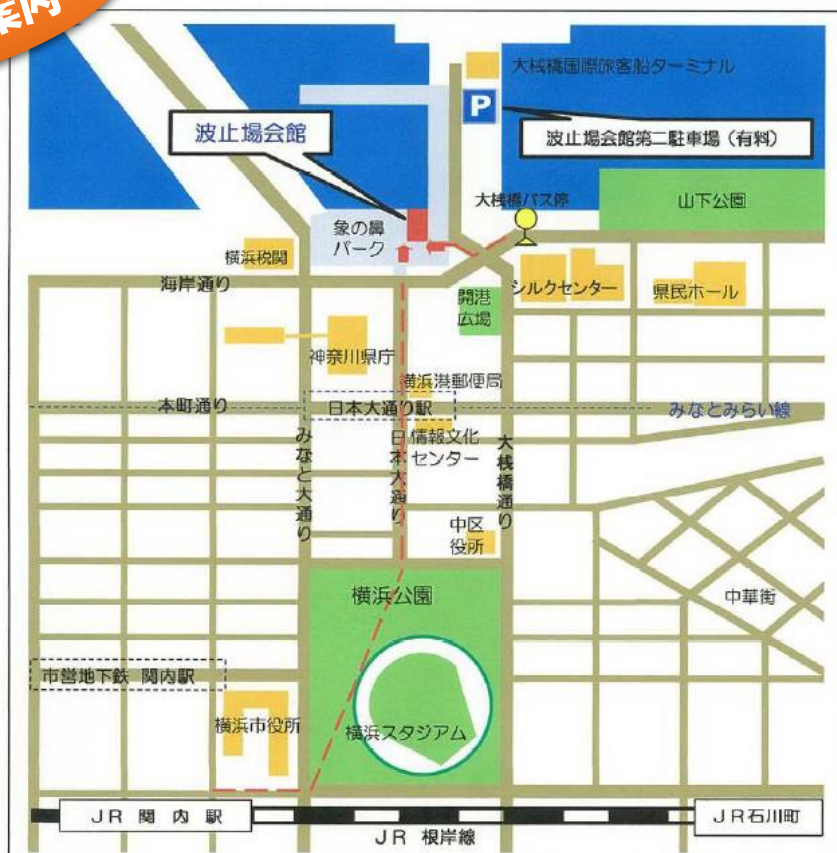 案内
大桟橋国際旅客船ターミナル
P
波止場会館
波止場会館第二駐車場（有料）
大桟橋バス停
山下公園
象の鼻
パーク
横浜税関
海岸通り
シルクセンター
県民ホール
開港
広場
神奈川県庁
横浜港郵便局
本町通り
日本大通り駅
みなとみらい線
みなと大通り
日本大通り
情報文化
センター
大桟橋通り
中区
役所
横浜公園
中華街
市営地下鉄 関内駅
横浜市役所
横浜スタジアム
JR 関内駅
JR石川町
JR 根岸線